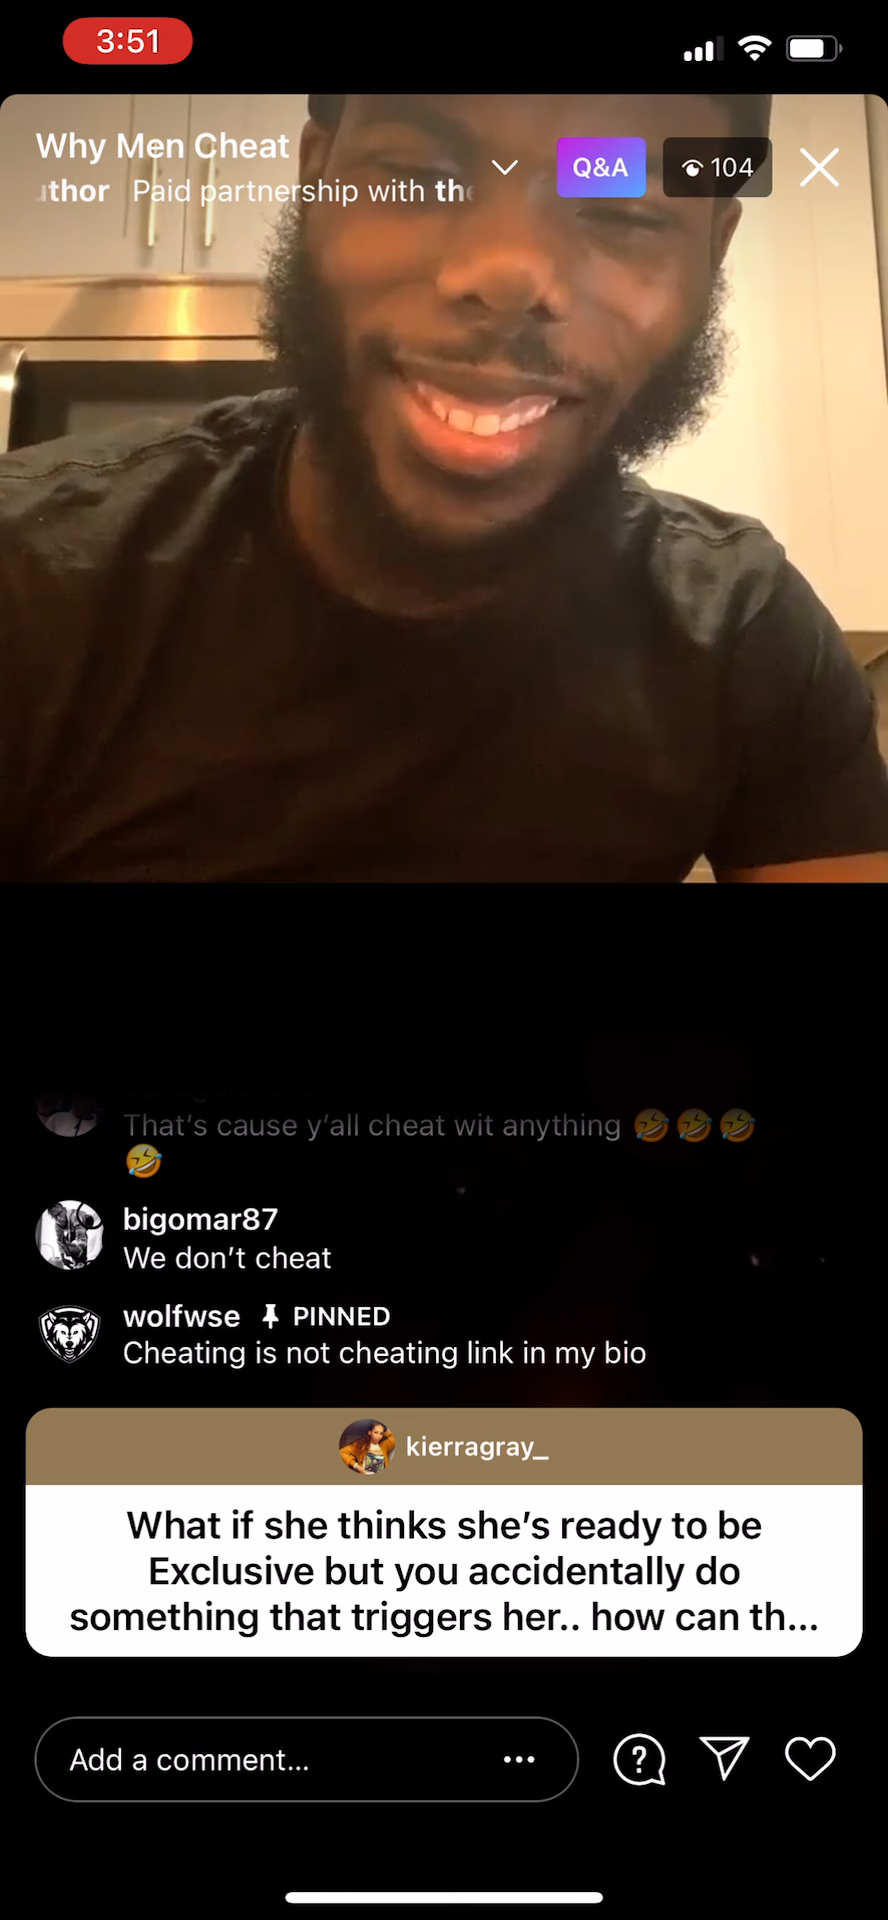 3:51
Why Men Cheat
thor Paid partnership with the
Q&A
104
That’s cause y’all cheat wit anything 🤣🤣🤣
🤣
bigomar87
We don’t cheat
wolfwse PINNED
Cheating is not cheating link in my bio
kierragray_
What if she thinks she’s ready to be
Exclusive but you accidentally do
something that triggers her.. how can th...
Add a comment...